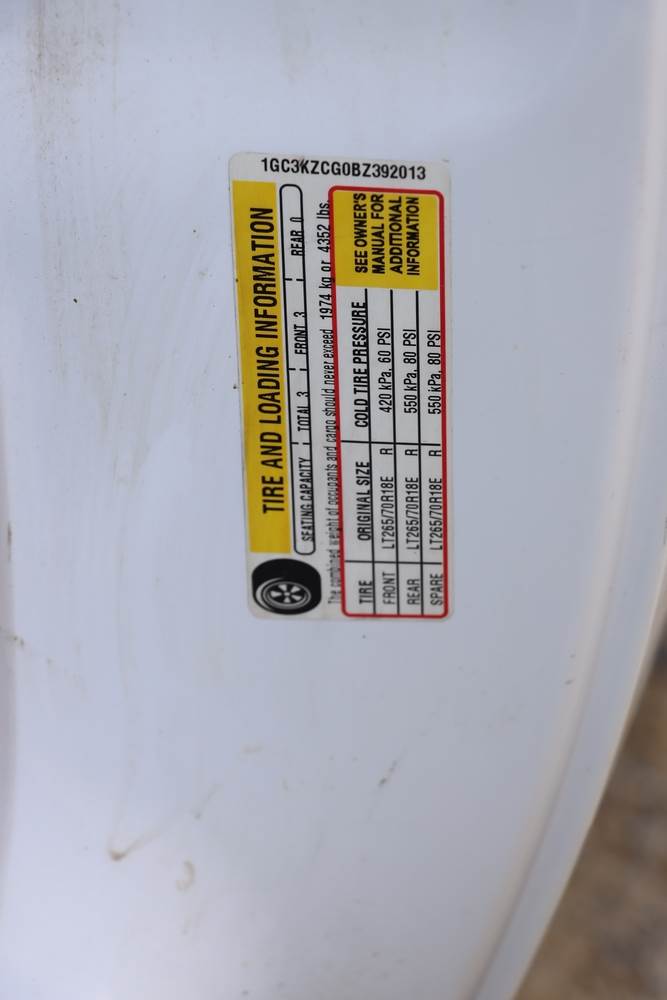 1GC3KZCG0BZ392013
TIRE AND LOADING INFORMATION
SEATING CAPACITY TOTAL 3 FRONT 3 REAR 0
The combined weight of occupants and cargo should never exceed 1974 kg or 4352 lbs.
TIRE ORIGINAL SIZE COLD TIRE PRESSURE
FRONT LT265/70R18E R 420 kPa, 60 PSI
REAR LT265/70R18E R 550 kPa, 80 PSI
SPARE LT265/70R18E R 550 kPa, 80 PSI
SEE OWNER'S
MANUAL FOR
ADDITIONAL
INFORMATION